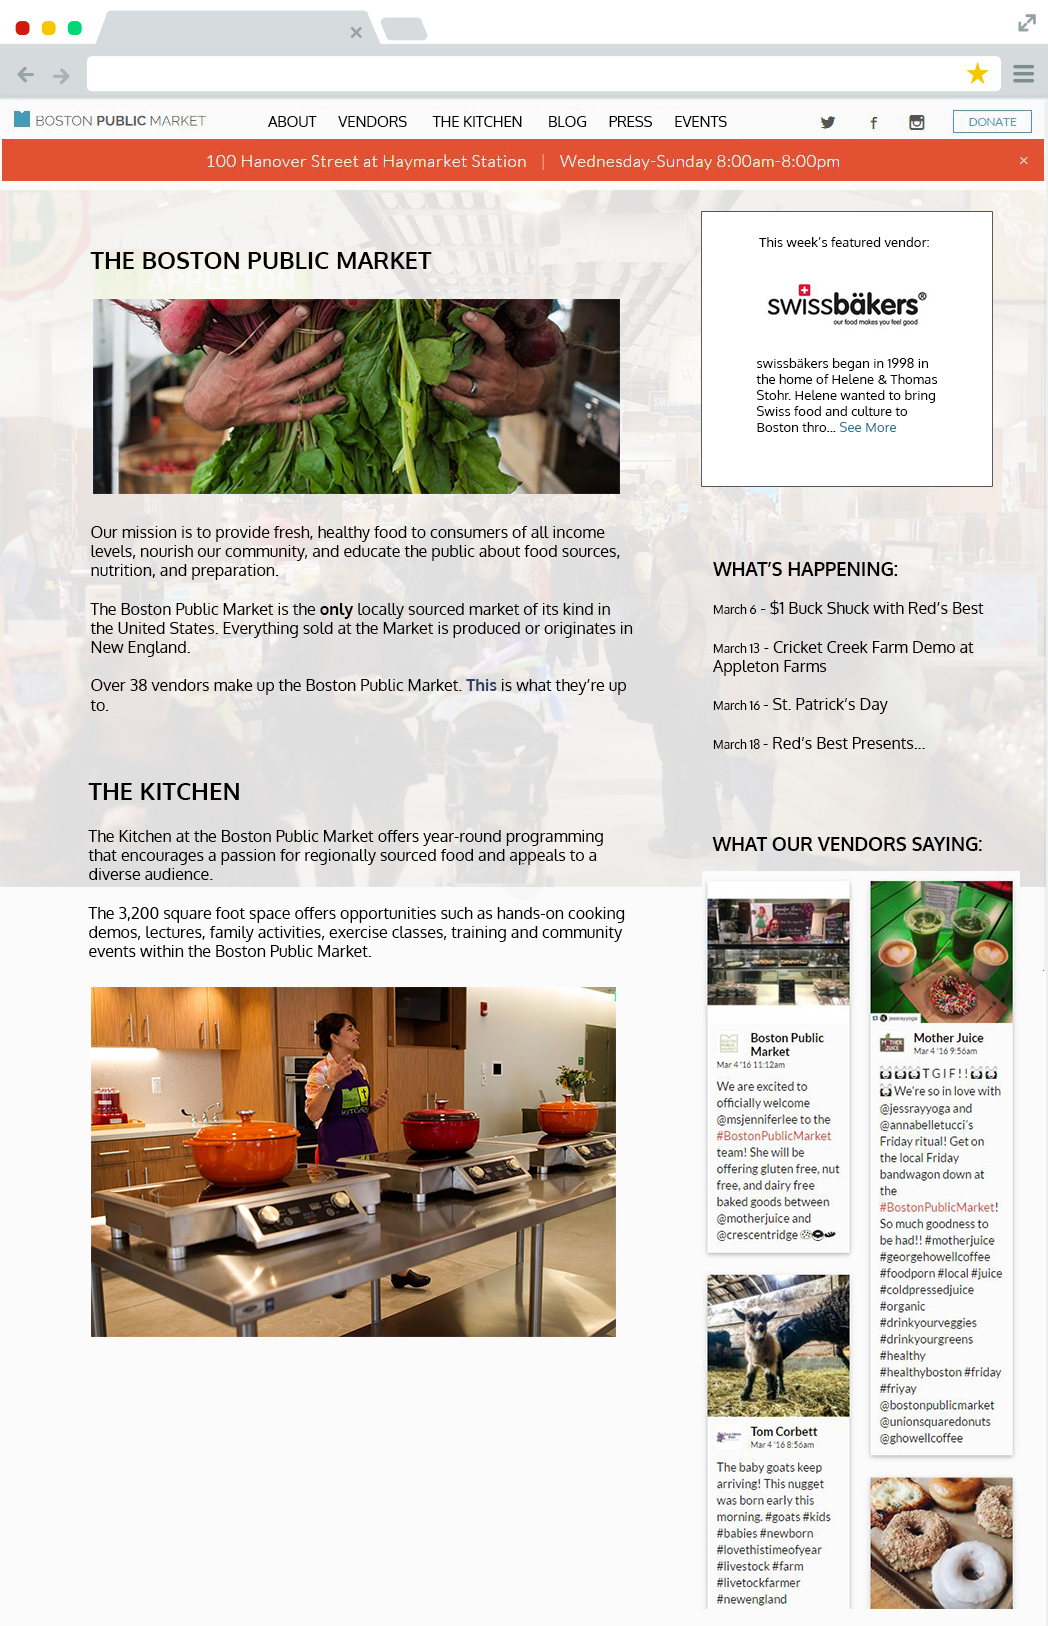 BOSTON PUBLIC MARKET
ABOUT VENDORS THE KITCHEN BLOG PRESS EVENTS
DONATE
100 Hanover Street at Haymarket Station | Wednesday-Sunday 8:00am-8:00pm ×
THE BOSTON PUBLIC MARKET
APPLETON
Our mission is to provide fresh, healthy food to consumers of all income
levels, nourish our community, and educate the public about food sources,
nutrition, and preparation.
The Boston Public Market is the only locally sourced market of its kind in
the United States. Everything sold at the Market is produced or originates in
New England.
Over 38 vendors make up the Boston Public Market. This is what they're up
to.
THE KITCHEN
The Kitchen at the Boston Public Market offers year-round programming
that encourages a passion for regionally sourced food and appeals to a
diverse audience.
The 3,200 square foot space offers opportunities such as hands-on cooking
demos, lectures, family activities, exercise classes, training and community
events within the Boston Public Market.
This week's featured vendor:
swissbäkers®
our food makes you feel good
swissbäkers began in 1998 in
the home of Helene & Thomas
Stohr. Helene wanted to bring
Swiss food and culture to
Boston thro... See More
WHAT'S HAPPENING:
March 6 - $1 Buck Shuck with Red's Best
March 13 - Cricket Creek Farm Demo at
Appleton Farms
March 16 - St. Patrick's Day
March 18 - Red's Best Presents...
WHAT OUR VENDORS SAYING:
Boston Public
Market
Mar 4 '16 11:12am
We are excited to
officially welcome
@msjenniferlee to the
#BostonPublicMarket
team! She will be
offering gluten free, nut
free, and dairy free
baked goods between
@motherjuice and
@crescentridge
Tom Corbett
Mar 4 '16 8:56am
The baby goats keep
arriving! This nugget
was born early this
morning. #goats #kids
#babies #newborn
#lovethistimeofyear
#livestock #farm
#livetockfarmer
#newengland
jessrayyoga
MOTHER
JUICE
Mother Juice
Mar 4 '16 9:56am
T G I F ! !
We're so in love with
@jessrayyoga and
@annabelletucci's
Friday ritual! Get on
the local Friday
bandwagon down at
the
#BostonPublicMarket!
So much goodness to
be had!! #motherjuice
#georgehowellcoffee
#foodporn #local #juice
#coldpressedjuice
#organic
#drinkyourveggies
#drinkyourgreens
#healthy
#healthyboston #friday
#friyay
@bostonpublicmarket
@unionsquaredonuts
@ghowellcoffee